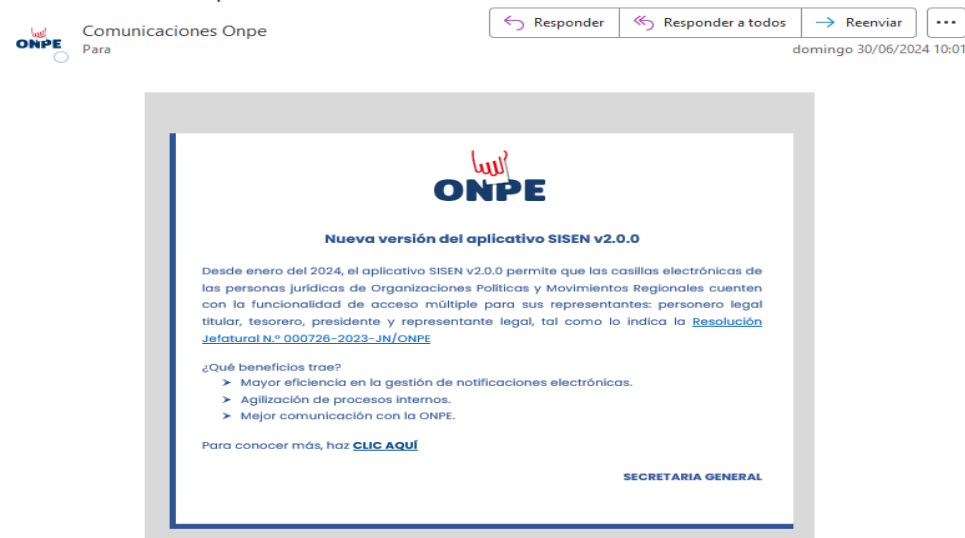 Comunicaciones Onpe
Responder
Responder a todos
Reenviar
ONPE
Para
domingo 30/06/2024 10:01
ONPE
Nueva versión del aplicativo SISEN v2.0.0
Desde enero del 2024, el aplicativo SISEN v2.0.0 permite que las casillas electrónicas de
las personas jurídicas de Organizaciones Políticas y Movimientos Regionales cuenten
con la funcionalidad de acceso múltiple para sus representantes: personero legal
titular, tesorero, presidente y representante legal, tal como lo indica la Resolución
Jefatural N.º 000726-2023-JN/ONPE
¿Qué beneficios trae?
➤ Mayor eficiencia en la gestión de notificaciones electrónicas.
➤ Agilización de procesos internos.
➤ Mejor comunicación con la ONPE.
Para conocer más, haz CLIC AQUÍ
SECRETARIA GENERAL